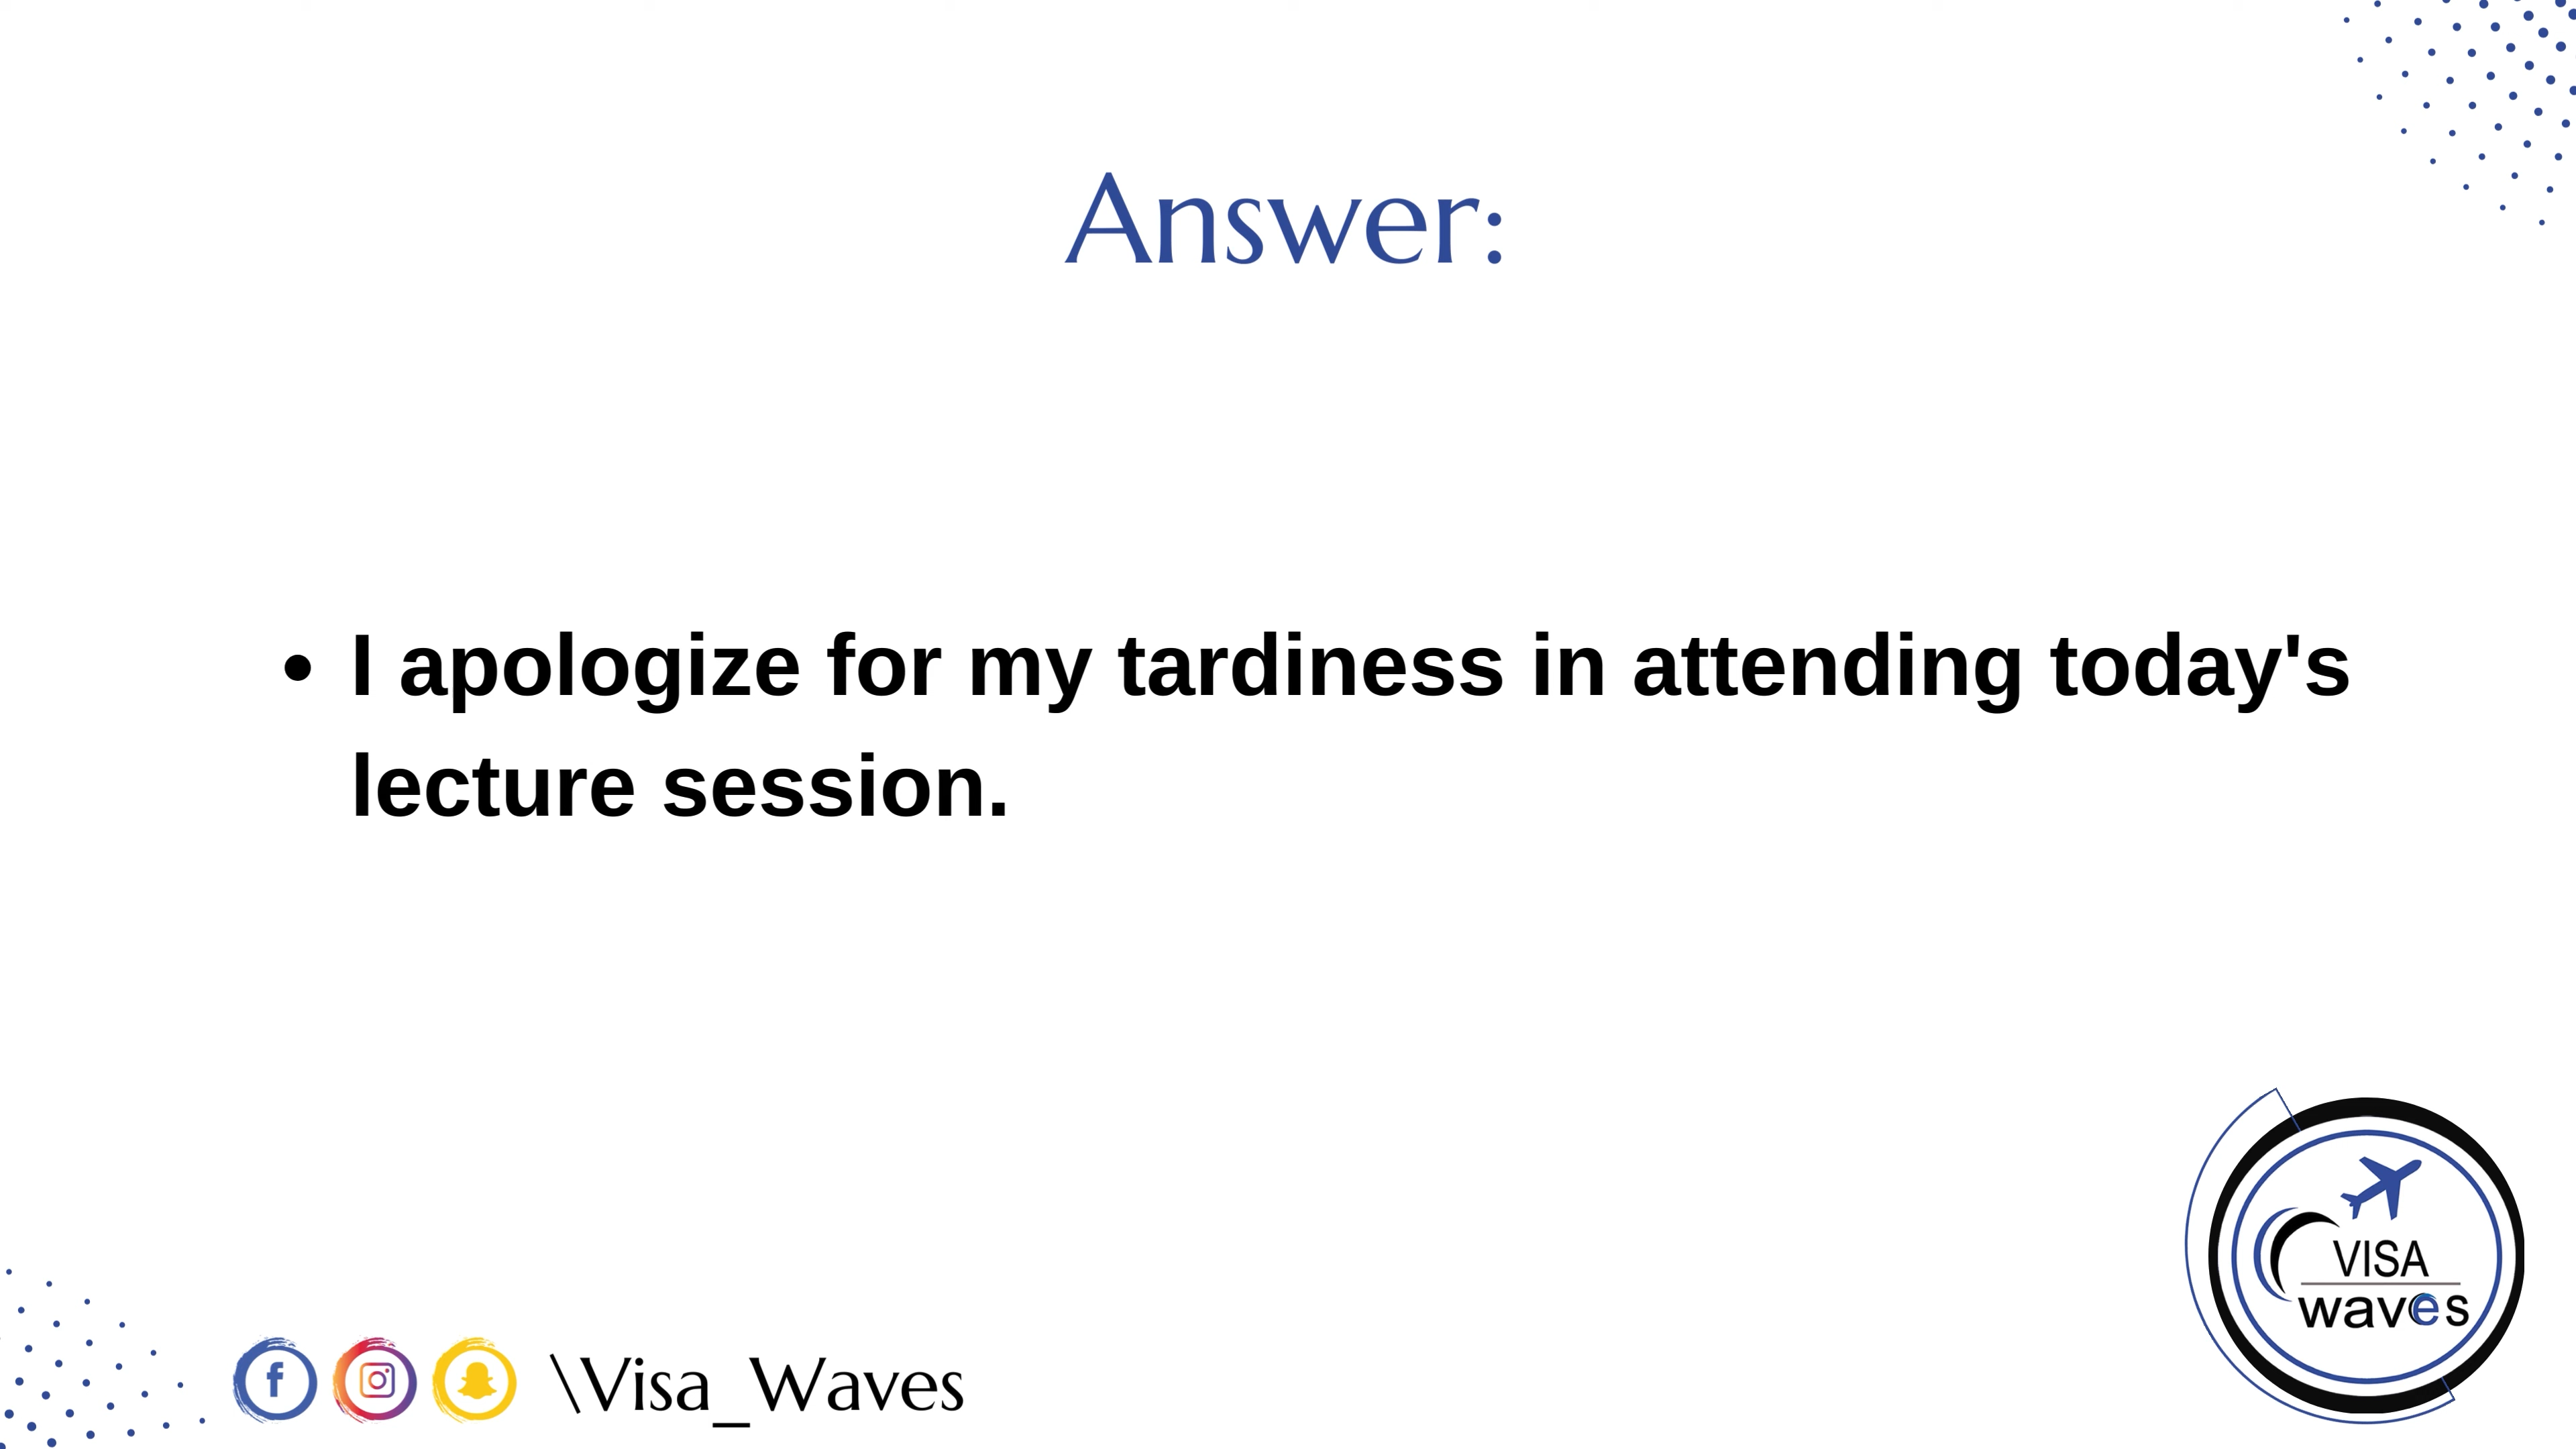 Answer:
• I apologize for my tardiness in attending today's
lecture session.
VISA
waves
\Visa_Waves